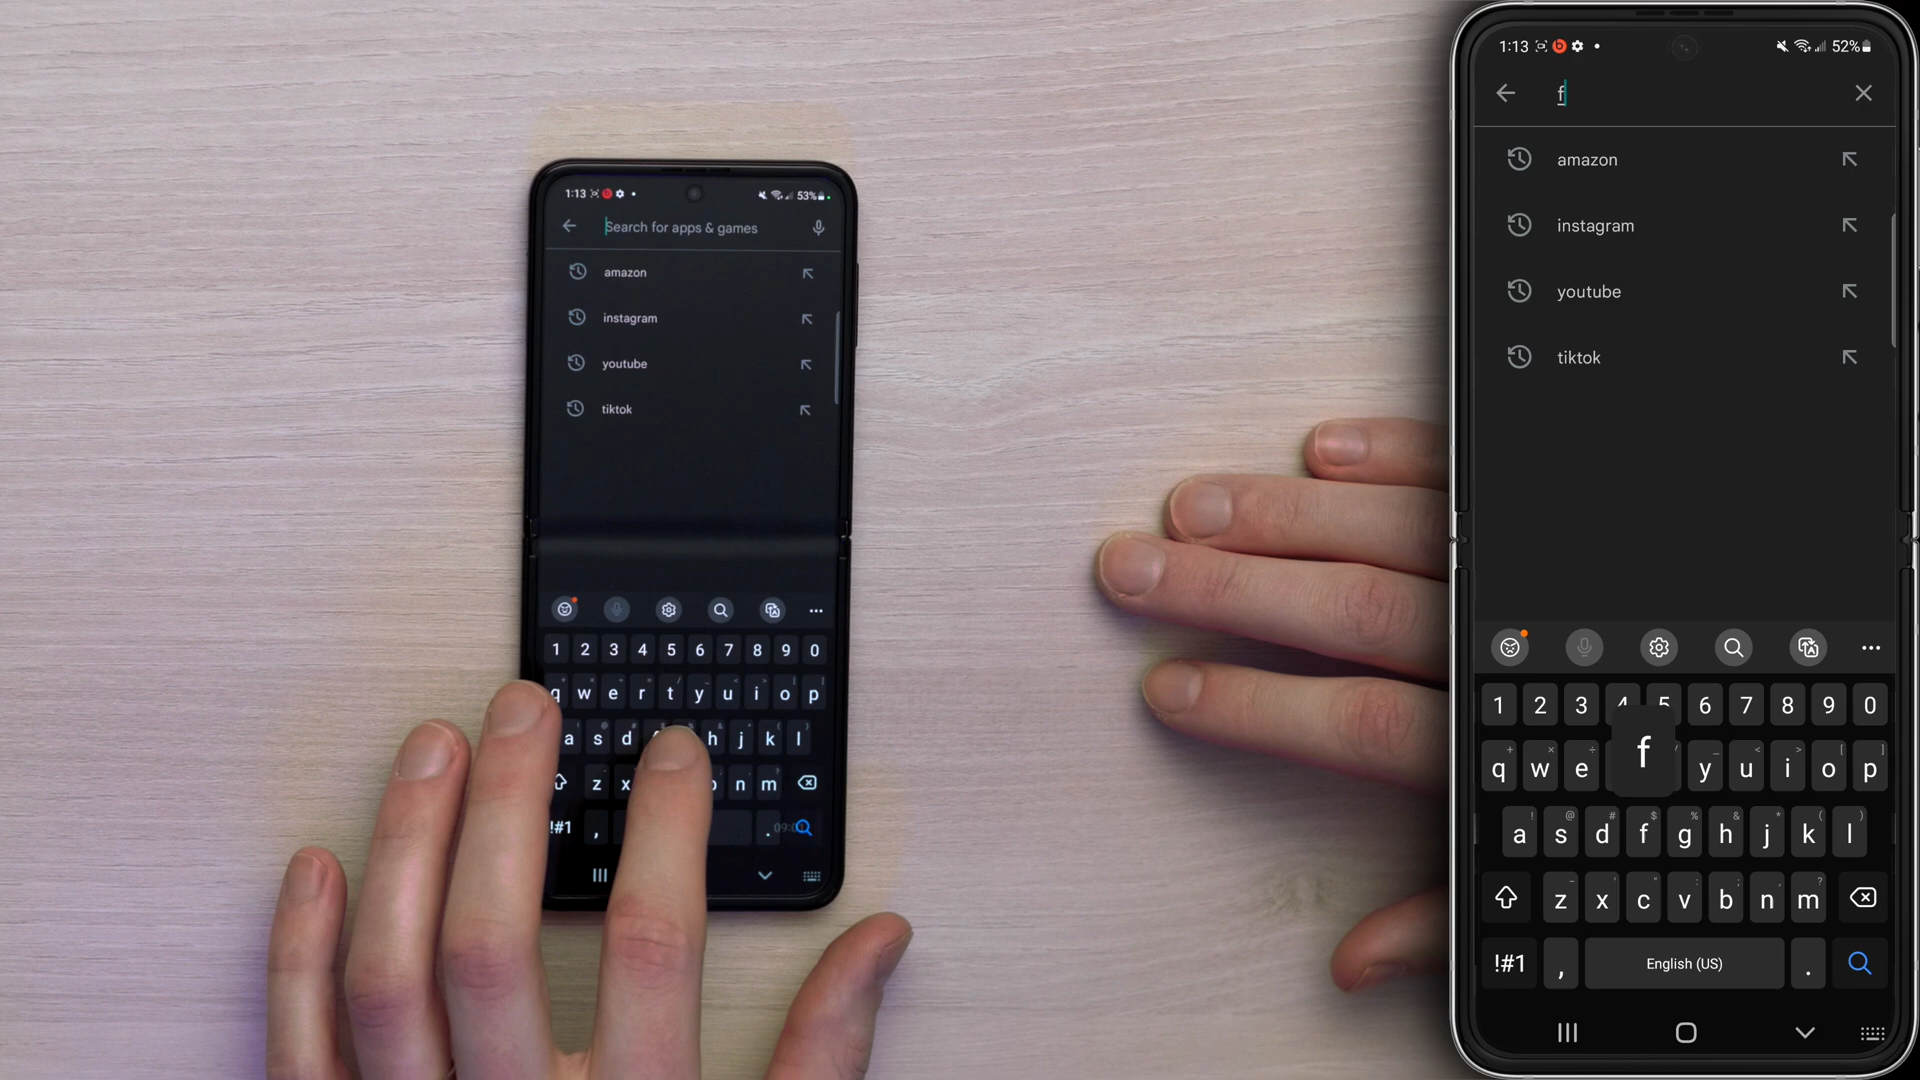 1:13 53%
Search for apps & games
amazon
instagram
youtube
tiktok
1 2 3 4 5 6 7 8 9 0
q w e r t y u i o p
a s d h j k l
z x n m
!#1 , .
1:13 52%
f
amazon
instagram
youtube
tiktok
1 2 3 4 5 6 7 8 9 0
q w e f y u i o p
a s d f g h j k l
z x c v b n m
!#1 , English (US) .